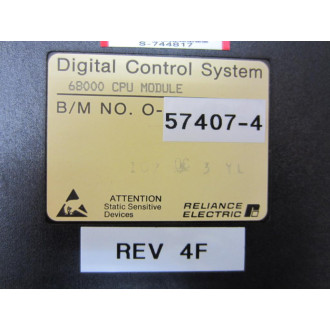 S-744817
Digital Control System
68000 CPU MODULE
B/M NO. O-57407-4
ATTENTION
Static Sensitive
Devices
RELIANCE
ELECTRIC
REV 4F